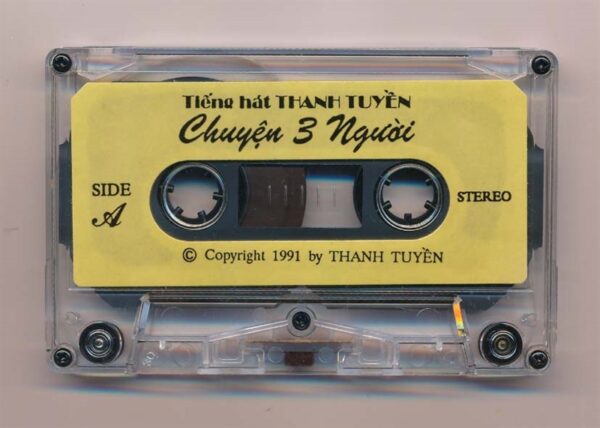 Tiếng hát THANH TUYỀN
Chuyện 3 Người
SIDE
A
STEREO
© Copyright 1991 by THANH TUYỀN